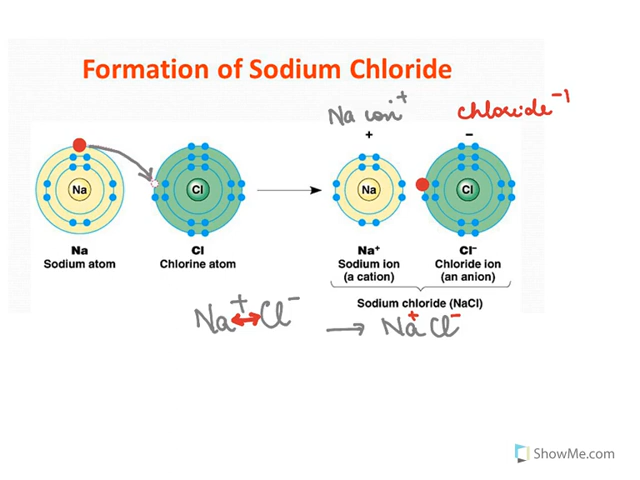 Formation of Sodium Chloride
Na ion+
chloride-1
+
–
Na
Cl
Na
Cl
Na
Sodium atom
Cl
Chlorine atom
Na+
Sodium ion
(a cation)
Cl–
Chloride ion
(an anion)
Sodium chloride (NaCl)
Na+ ↔ Cl– → Na+Cl–
ShowMe.com